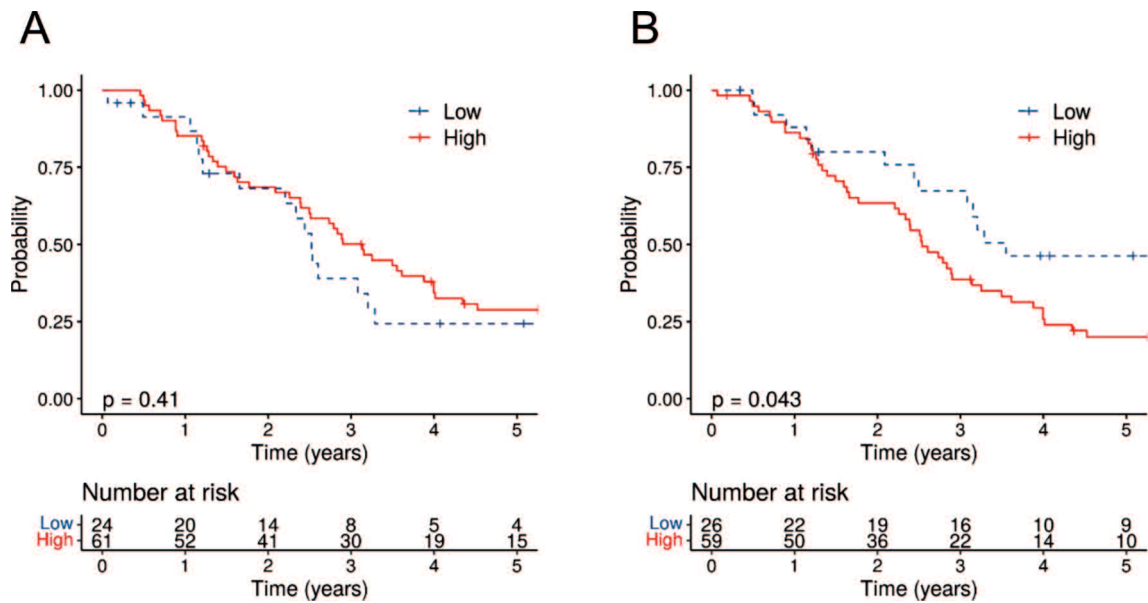 A
1.00
0.75
0.50
0.25
0.00
Probability
Low
High
p = 0.41
0 1 2 3 4 5
Time (years)
Number at risk
Low 24 20 14 8 5 4
High 61 52 41 30 19 15
0 1 2 3 4 5
Time (years)
B
1.00
0.75
0.50
0.25
0.00
Probability
Low
High
p = 0.043
0 1 2 3 4 5
Time (years)
Number at risk
Low 26 22 19 16 10 9
High 59 50 36 22 14 10
0 1 2 3 4 5
Time (years)